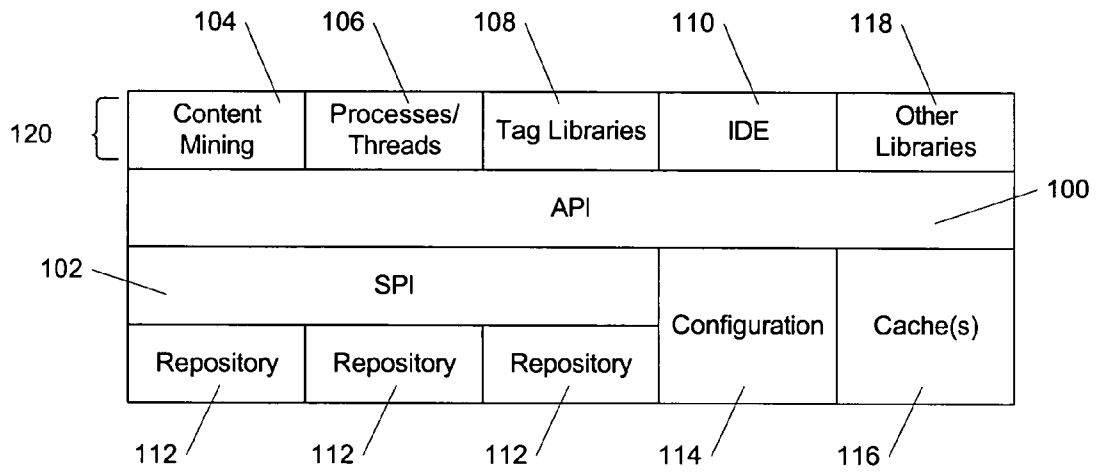 104
106
108
110
118
120
Content
Mining
Processes/
Threads
Tag Libraries
IDE
Other
Libraries
API
100
102
SPI
Configuration
Cache(s)
Repository
Repository
Repository
112
112
112
114
116